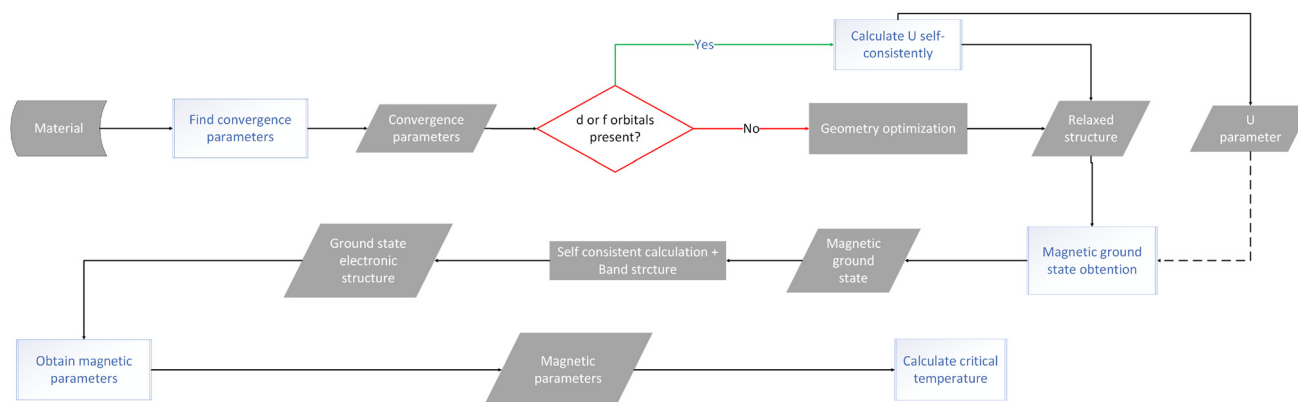 Yes
Calculate U self-
consistently
Material
Find convergence
parameters
Convergence
parameters
d or f orbitals
present?
No
Geometry optimization
Relaxed
structure
U
parameter
Ground state
electronic
structure
Self consistent calculation +
Band strcture
Magnetic
ground
state
Magnetic ground
state obtention
Obtain magnetic
parameters
Magnetic
parameters
Calculate critical
temperature